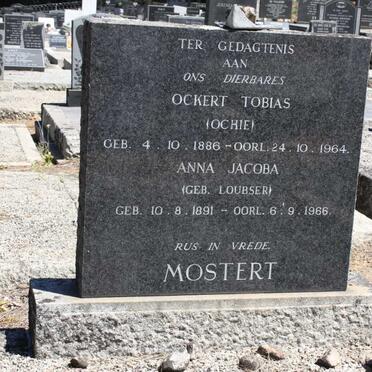 TER GEDAGTENIS
AAN
ONS DIERBARES
OCKERT TOBIAS
(OCHIE)
GEB. 4. 10. 1886 – OORL. 24. 10. 1964.
ANNA JACOBA
(GEB. LOUBSER)
GEB. 10. 8. 1891 – OORL. 6. 9. 1966.
RUS IN VREDE.
MOSTERT